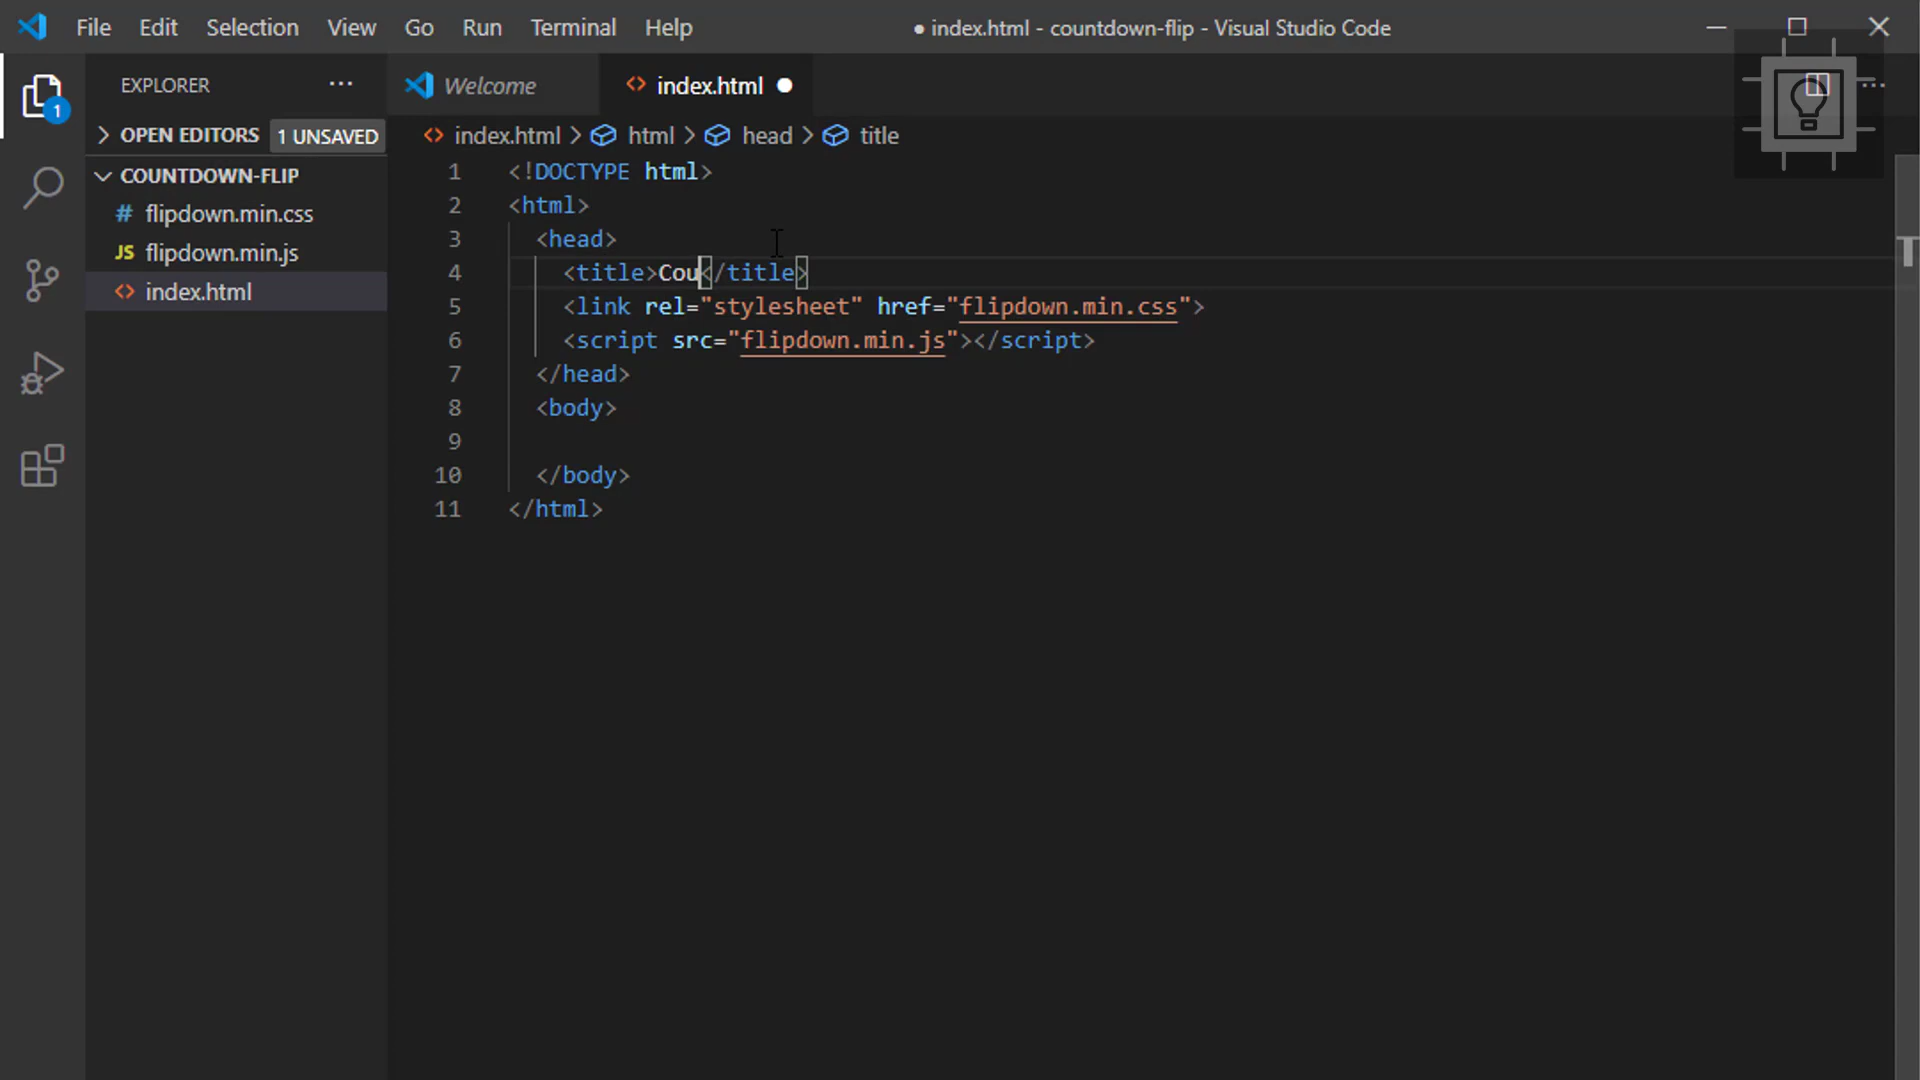 File Edit Selection View Go Run Terminal Help ● index.html - countdown-flip - Visual Studio Code
EXPLORER ··· Welcome <> index.html ● ···
> OPEN EDITORS 1 UNSAVED
<> index.html > html > head > title
COUNTDOWN-FLIP
# flipdown.min.css
JS flipdown.min.js
<> index.html
1
1 <!DOCTYPE html>
2 <html>
3 <head>
4 <title>Cou</title>
5 <link rel="stylesheet" href="flipdown.min.css">
6 <script src="flipdown.min.js"></script>
7 </head>
8 <body>
9
10 </body>
11 </html>